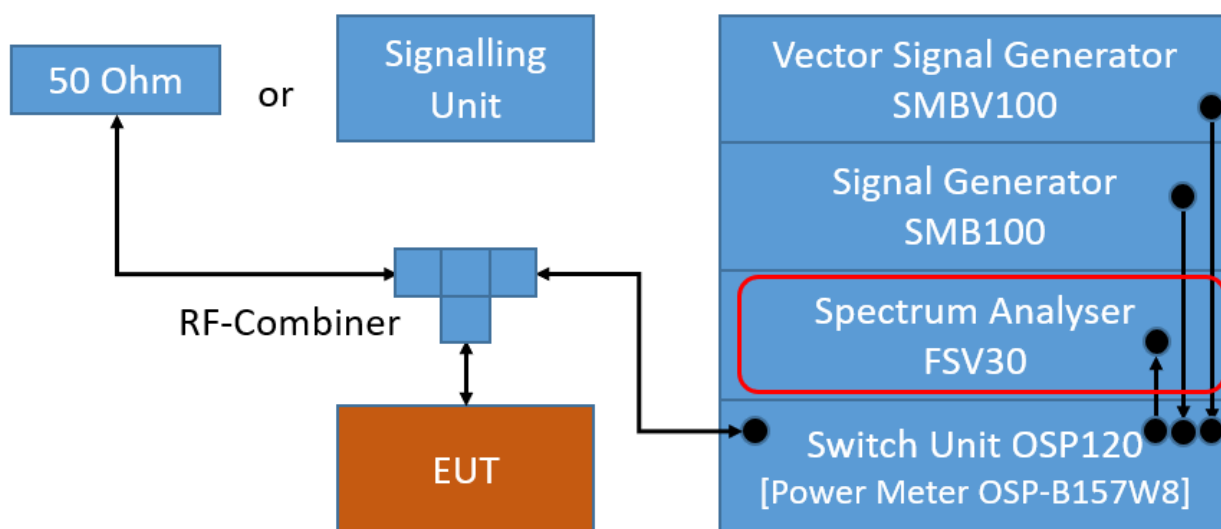 50 Ohm
or
Signalling
Unit
Vector Signal Generator
SMBV100
Signal Generator
SMB100
RF-Combiner
Spectrum Analyser
FSV30
EUT
Switch Unit OSP120
[Power Meter OSP-B157W8]